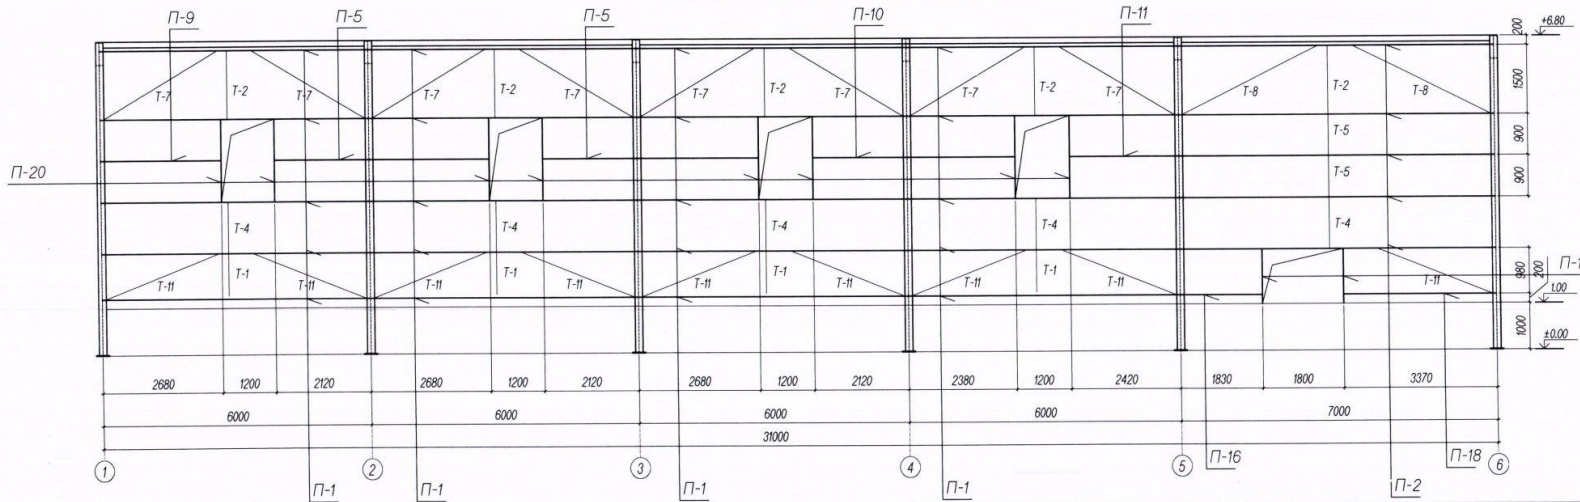 П-9
П-5
П-5
П-10
П-11
+6.80
200
Т-7
Т-2
Т-7
Т-7
Т-2
Т-7
Т-7
Т-2
Т-7
Т-7
Т-2
Т-7
Т-8
Т-2
Т-8
1500
Т-5
900
П-20
Т-5
900
Т-4
Т-4
Т-4
Т-4
Т-4
Т-11
Т-1
Т-11
Т-11
Т-1
Т-11
Т-11
Т-1
Т-11
Т-11
Т-1
Т-11
Т-11
980
200
П-1
1.00
1000
±0.00
2680
1200
2120
2680
1200
2120
2680
1200
2120
2380
1200
2420
1830
1800
3370
6000
6000
6000
6000
7000
31000
1
2
3
4
5
6
П-16
П-18
П-1
П-1
П-1
П-1
П-2